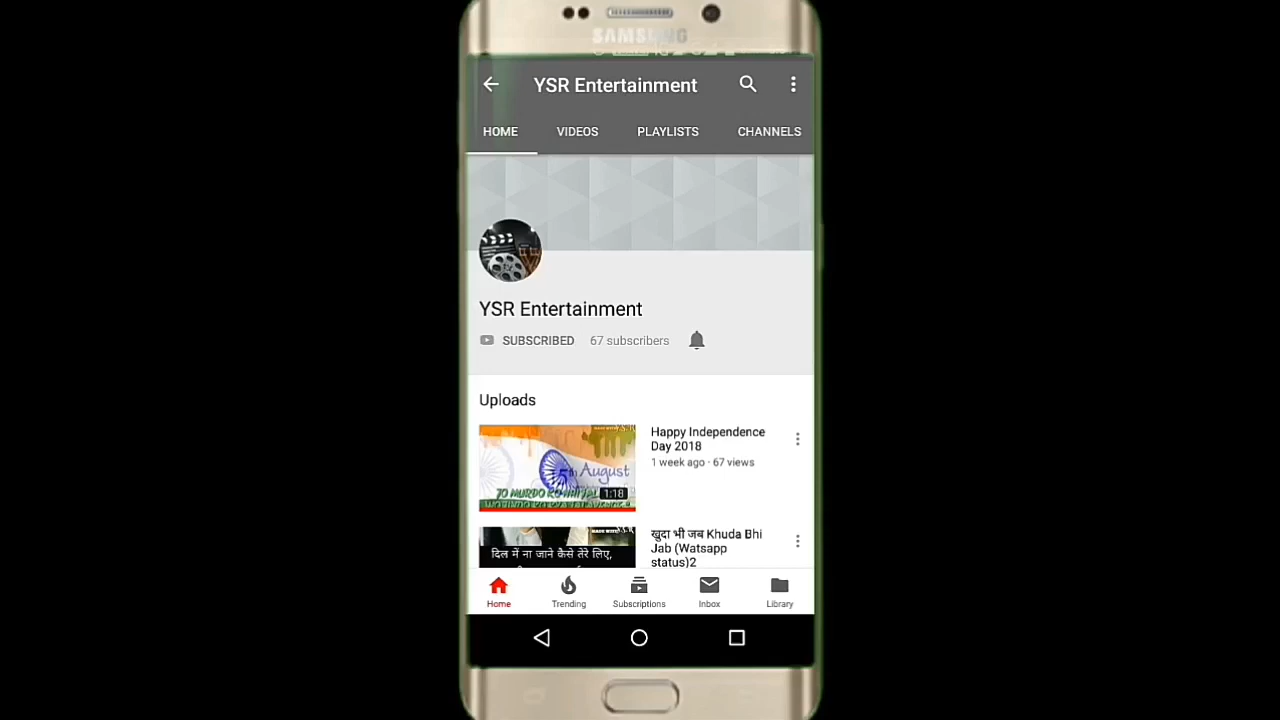 SAMSUNG
YSR Entertainment
HOME VIDEOS PLAYLISTS CHANNELS
YSR Entertainment
SUBSCRIBED 67 subscribers
Uploads
August
1:18
Happy Independence
Day 2018
1 week ago · 67 views
दिल में ना जाने कैसे तेरे लिए,
खुदा भी जब Khuda Bhi
Jab (Watsapp
status)2
Home Trending Subscriptions Inbox Library